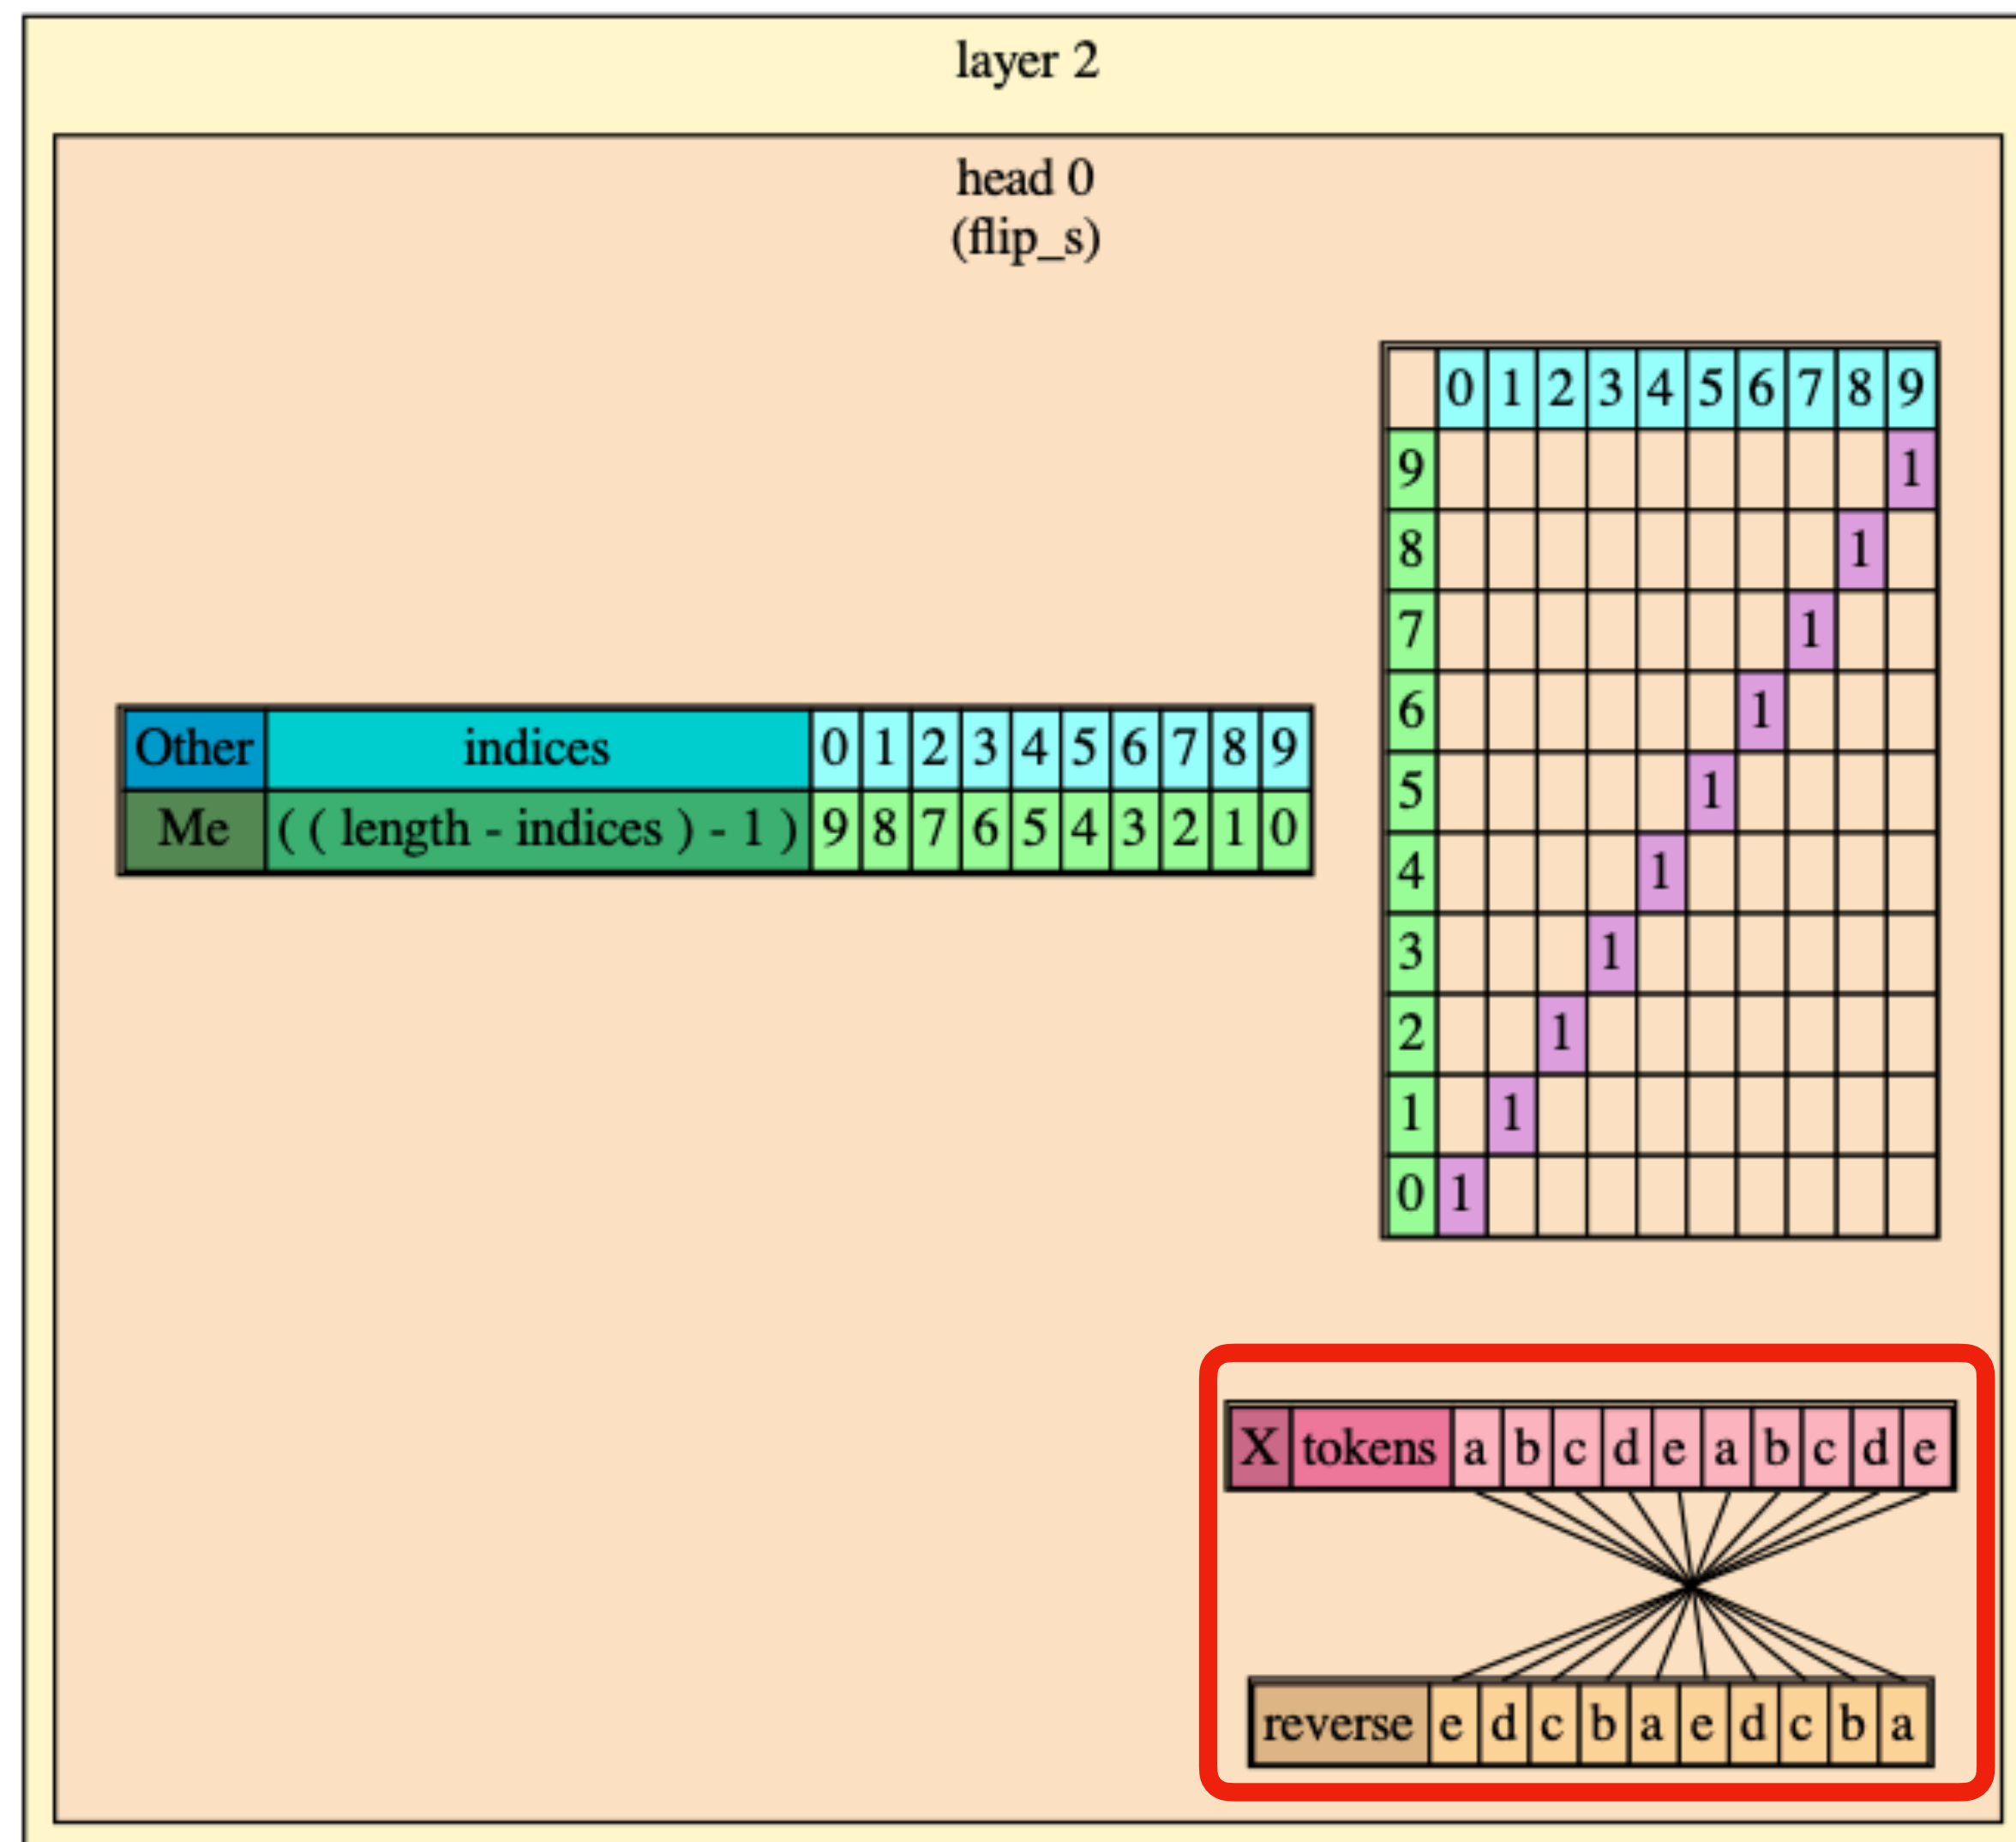 layer 2
head 0
(flip_s)
0 1 2 3 4 5 6 7 8 9
9 1
8 1
7 1
6 1
5 1
4 1
3 1
2 1
1 1
0 1
Other indices 0 1 2 3 4 5 6 7 8 9
Me ( ( length - indices ) - 1 ) 9 8 7 6 5 4 3 2 1 0
X tokens a b c d e a b c d e
reverse e d c b a e d c b a